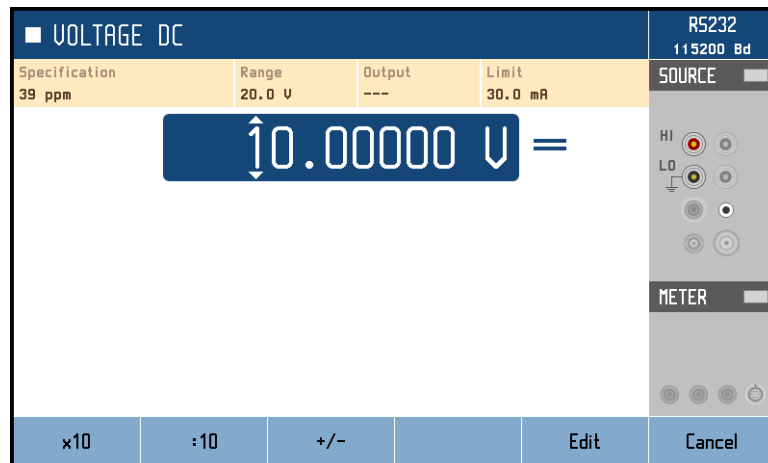 VOLTAGE DC
RS232
115200 Bd
Specification
39 ppm
Range
20.0 V
Output
---
Limit
30.0 mA
SOURCE
10.00000 V
HI
LO
METER
x10
:10
+/-
Edit
Cancel